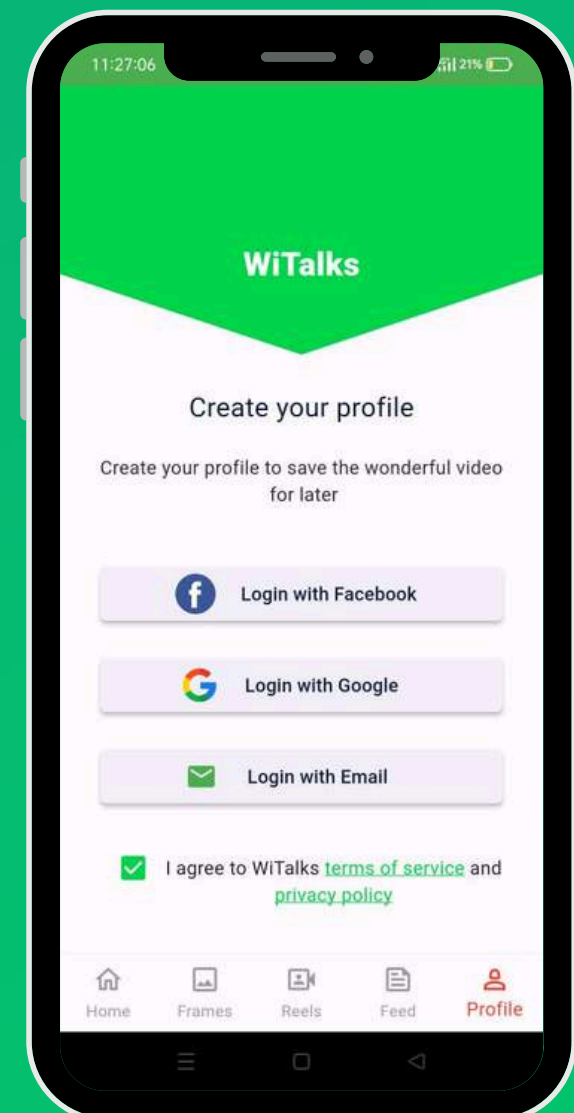 11:27:06
21%
WiTalks
Create your profile
Create your profile to save the wonderful video
for later
Login with Facebook
Login with Google
Login with Email
I agree to WiTalks terms of service and
privacy policy
Home Frames Reels Feed Profile